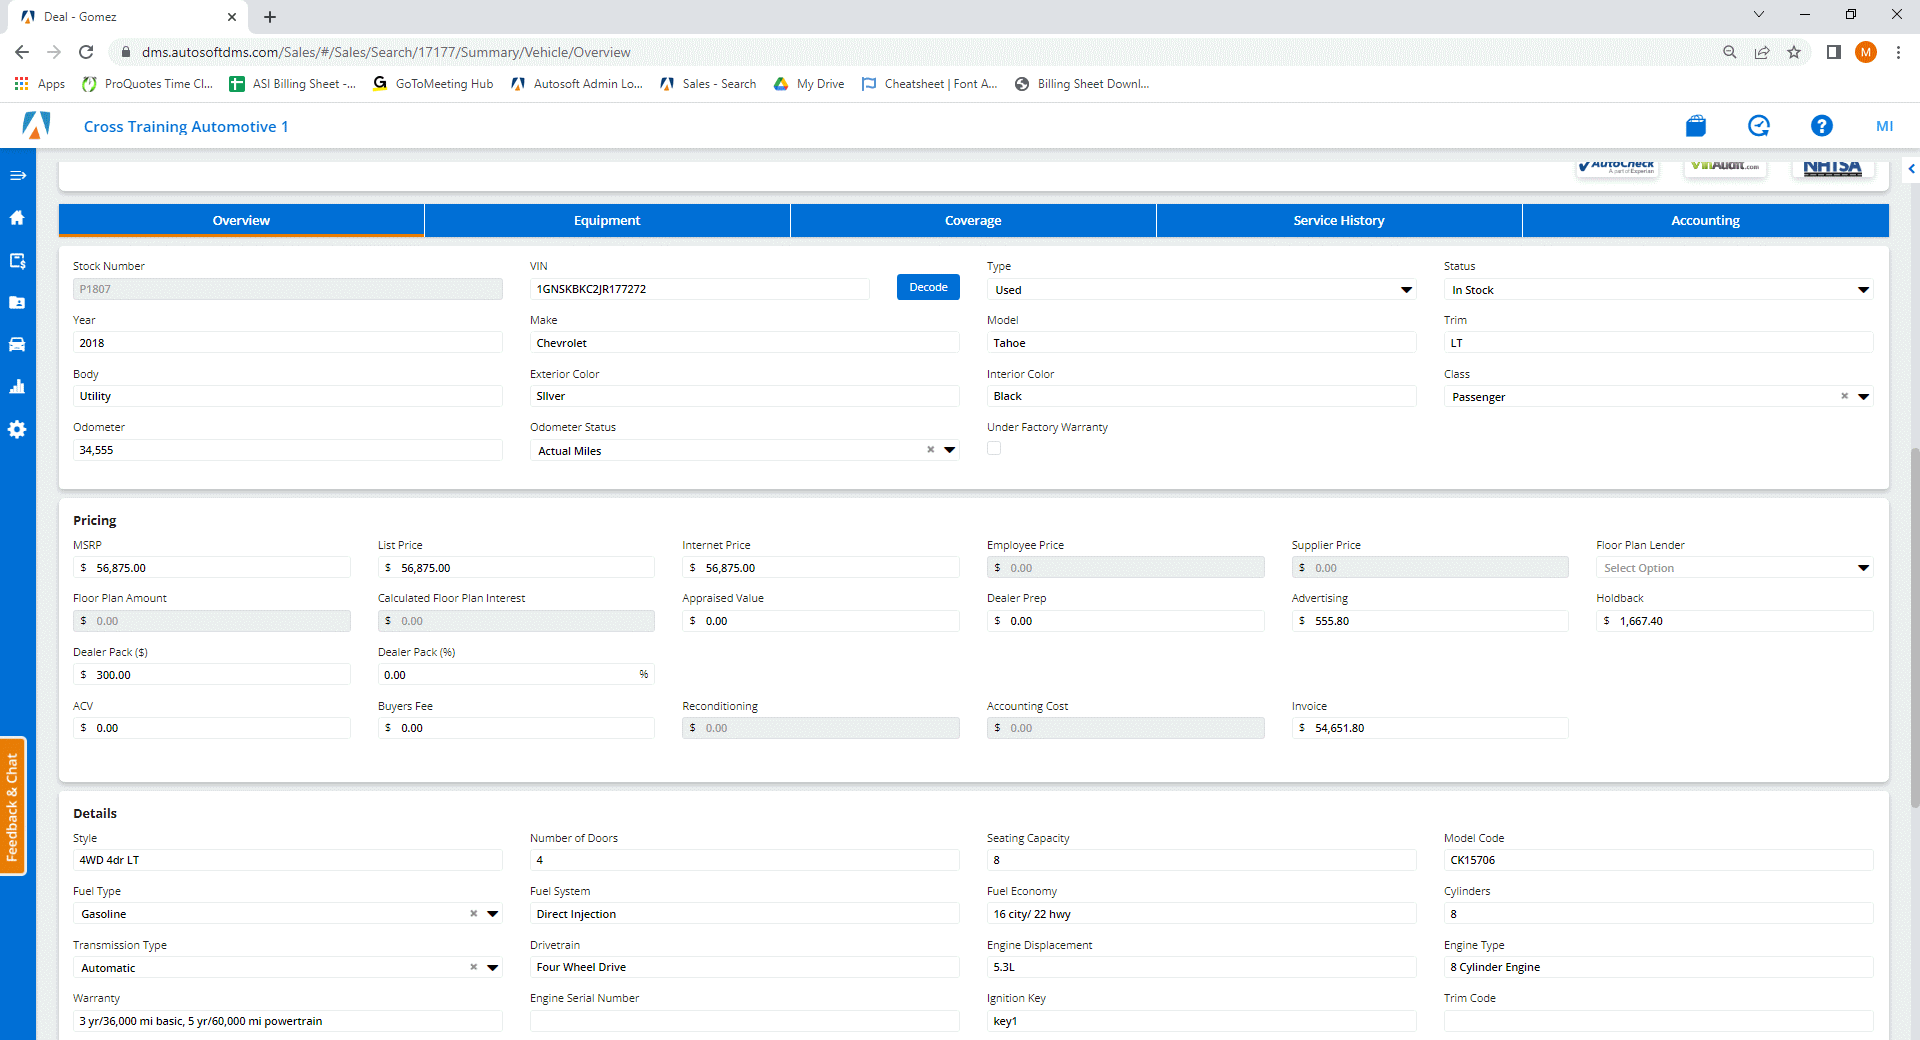 Deal - Gomez
dms.autosoftdms.com/Sales/#/Sales/Search/17177/Summary/Vehicle/Overview
M
Apps ProQuotes Time Cl... ASI Billing Sheet -... G GoToMeeting Hub Autosoft Admin Lo... Sales - Search My Drive Cheatsheet | Font A... Billing Sheet Downl...
Cross Training Automotive 1 ? MI
AutoCheck VinAudit.com NHTSA
A part of Experian
Overview Equipment Coverage Service History Accounting
Stock Number VIN Type Status
P1807 1GNSKBKC2JR177272 Decode Used In Stock
Year Make Model Trim
2018 Chevrolet Tahoe LT
Body Exterior Color Interior Color Class
Utility SIlver Black Passenger
Odometer Odometer Status Under Factory Warranty
34,555 Actual Miles
Pricing
MSRP List Price Internet Price Employee Price Supplier Price Floor Plan Lender
$ 56,875.00 $ 56,875.00 $ 56,875.00 $ 0.00 $ 0.00 Select Option
Floor Plan Amount Calculated Floor Plan Interest Appraised Value Dealer Prep Advertising Holdback
$ 0.00 $ 0.00 $ 0.00 $ 0.00 $ 555.80 $ 1,667.40
Dealer Pack ($) Dealer Pack (%)
$ 300.00 0.00 %
ACV Buyers Fee Reconditioning Accounting Cost Invoice
$ 0.00 $ 0.00 $ 0.00 $ 0.00 $ 54,651.80
Feedback & Chat
Details
Style Number of Doors Seating Capacity Model Code
4WD 4dr LT 4 8 CK15706
Fuel Type Fuel System Fuel Economy Cylinders
Gasoline Direct Injection 16 city/ 22 hwy 8
Transmission Type Drivetrain Engine Displacement Engine Type
Automatic Four Wheel Drive 5.3L 8 Cylinder Engine
Warranty Engine Serial Number Ignition Key Trim Code
3 yr/36,000 mi basic, 5 yr/60,000 mi powertrain key1